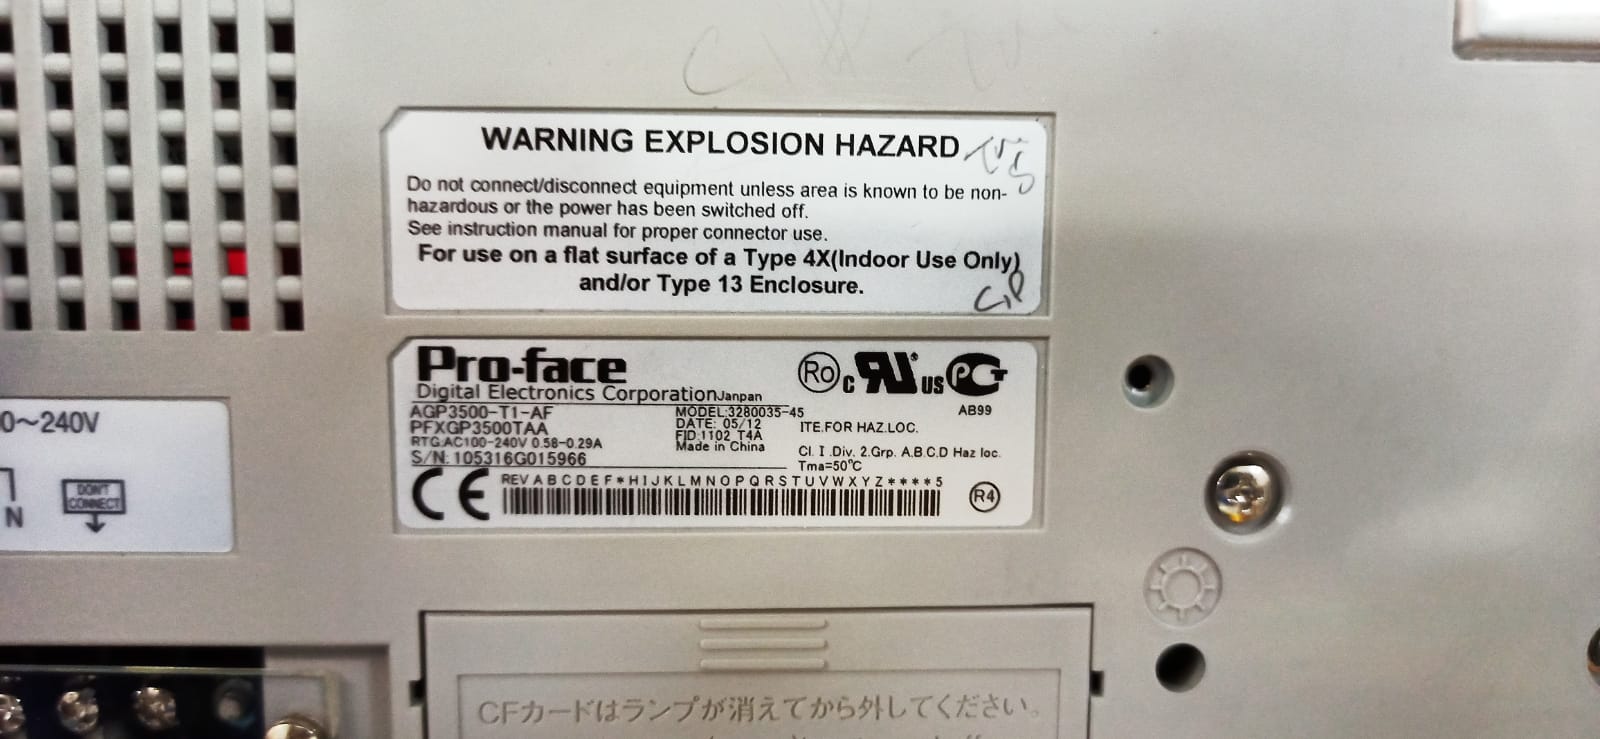 WARNING EXPLOSION HAZARD
Do not connect/disconnect equipment unless area is known to be non-
hazardous or the power has been switched off.
See instruction manual for proper connector use.
For use on a flat surface of a Type 4X(Indoor Use Only)
and/or Type 13 Enclosure.
Pro-face
Digital Electronics Corporation Janpan
AGP3500-T1-AF
PFXGP3500TAA
RTG:AC100-240V 0.58-0.29A
S/N: 105316G015966
MODEL:3280035-45
DATE: 05/12
FID:1102 T4A
Made in China
Ro c RU US PCT
AB99
ITE.FOR HAZ.LOC.
Cl. I .Div. 2.Grp. A.B.C.D Haz loc.
Tma=50℃
CE
REV A B C D E F * H I J K L M N O P Q R S T U V W X Y Z * * * * 5
R4
0~240V
N
DON'T
CONNECT
CFカードはランプが消えてから外してください。